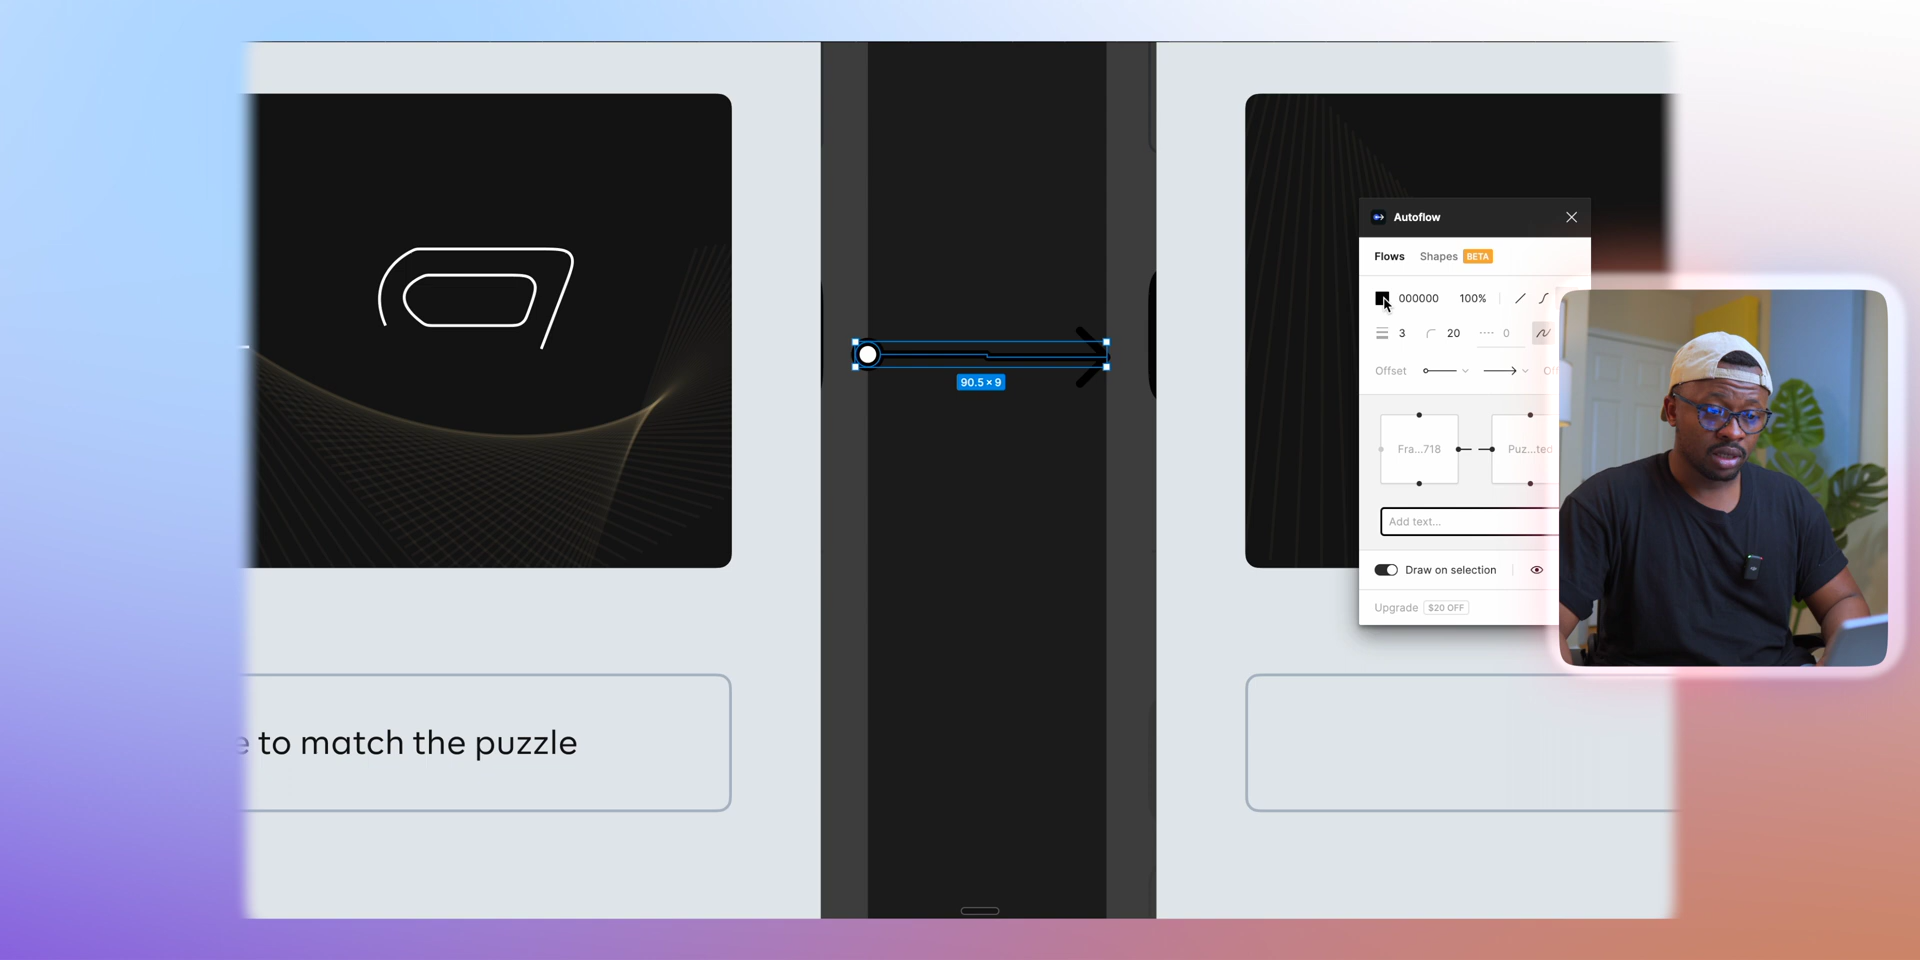 Autoflow
Flows Shapes BETA
000000 100%
3 20 0
Offset
90.5 × 9
Fra...718 Puz...ted
Add text...
Draw on selection
Upgrade $20 OFF
to match the puzzle